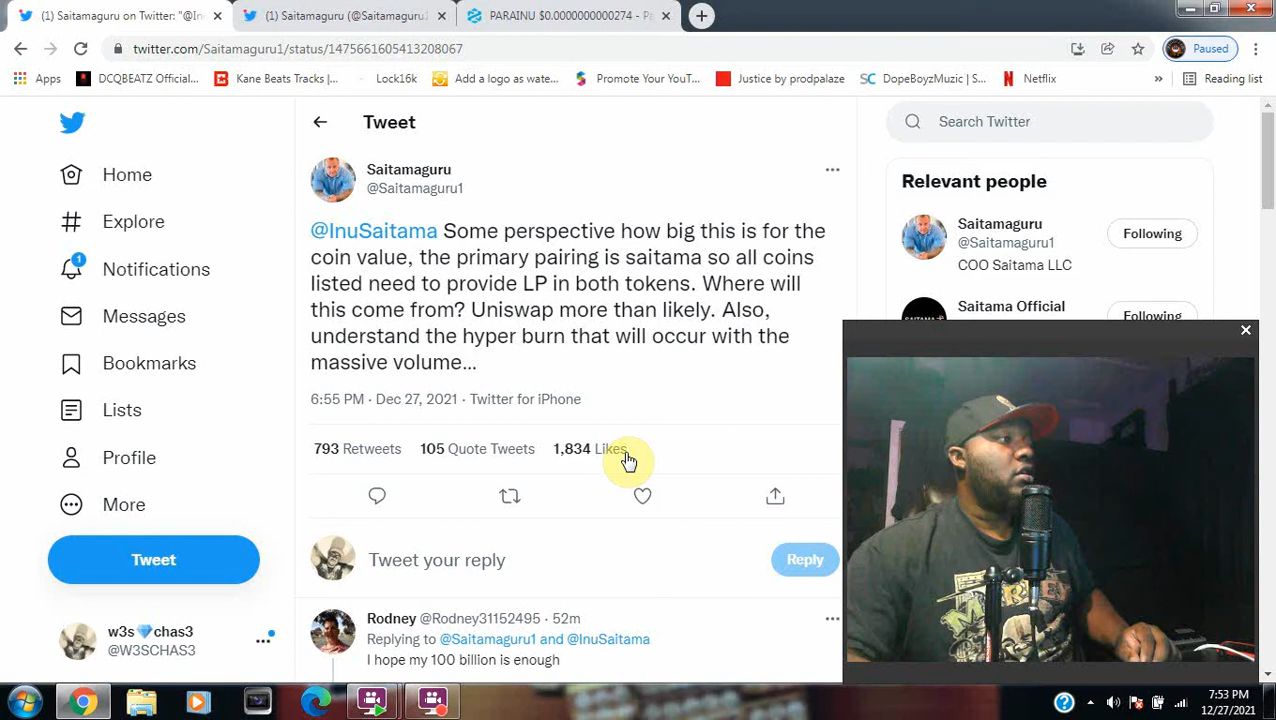 (1) Saitamaguru on Twitter: "@In
(1) Saitamaguru (@Saitamaguru1
PARAINU $0.0000000000274 - Pa
twitter.com/Saitamaguru1/status/1475661605413208067
Paused
Apps
DCQBEATZ Official...
Kane Beats Tracks |...
Lock16k
Add a logo as wate...
Promote Your YouT...
Justice by prodpalaze
SC DopeBoyzMuzic | S...
Netflix
»
Reading list
Home
Explore
1
Notifications
Messages
Bookmarks
Lists
Profile
More
Tweet
w3s💎chas3
@W3SCHAS3
Tweet
Saitamaguru
@Saitamaguru1
@InuSaitama Some perspective how big this is for the
coin value, the primary pairing is saitama so all coins
listed need to provide LP in both tokens. Where will
this come from? Uniswap more than likely. Also,
understand the hyper burn that will occur with the
massive volume...
6:55 PM · Dec 27, 2021 · Twitter for iPhone
793 Retweets 105 Quote Tweets 1,834 Likes
Tweet your reply
Reply
Rodney @Rodney31152495 · 52m
Replying to @Saitamaguru1 and @InuSaitama
I hope my 100 billion is enough
Search Twitter
Relevant people
Saitamaguru
@Saitamaguru1
Following
COO Saitama LLC
Saitama Official
Following
7:53 PM
12/27/2021